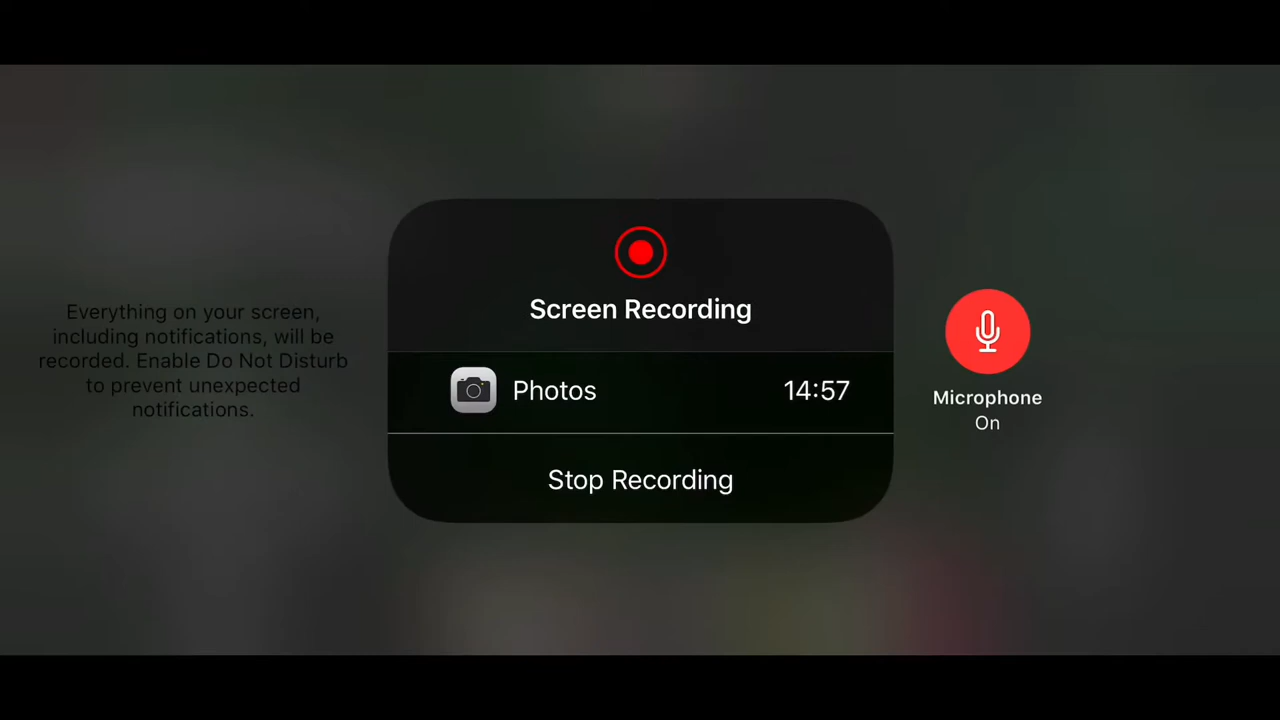 Everything on your screen,
including notifications, will be
recorded. Enable Do Not Disturb
to prevent unexpected
notifications.
Screen Recording
Photos 14:57
Stop Recording
Microphone
On